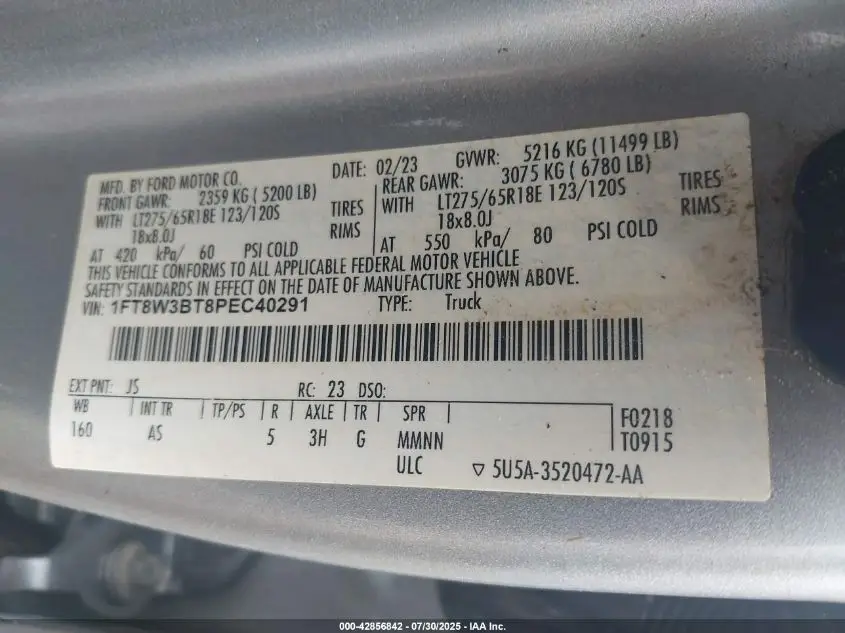 MFD. BY FORD MOTOR CO.
DATE: 02/23 GVWR: 5216 KG (11499 LB)
FRONT GAWR: 2359 KG ( 5200 LB)
WITH LT275/65R18E 123/120S TIRES
18x8.0J RIMS
AT 420 kPa/ 60 PSI COLD
REAR GAWR: 3075 KG ( 6780 LB)
WITH LT275/65R18E 123/120S TIRES
18x8.0J RIMS
AT 550 kPa/ 80 PSI COLD
THIS VEHICLE CONFORMS TO ALL APPLICABLE FEDERAL MOTOR VEHICLE
SAFETY STANDARDS IN EFFECT ON THE DATE OF MANUFACTURE SHOWN ABOVE.
VIN: 1FT8W3BT8PEC40291 TYPE: Truck
EXT PNT: JS RC: 23 DSO:
WB INT TR TP/PS R AXLE TR SPR
160 AS 5 3H G MMNN
ULC
F0218
T0915
▽ 5U5A-3520472-AA
000-42856842 / 07/30/2025 - IAA Inc.